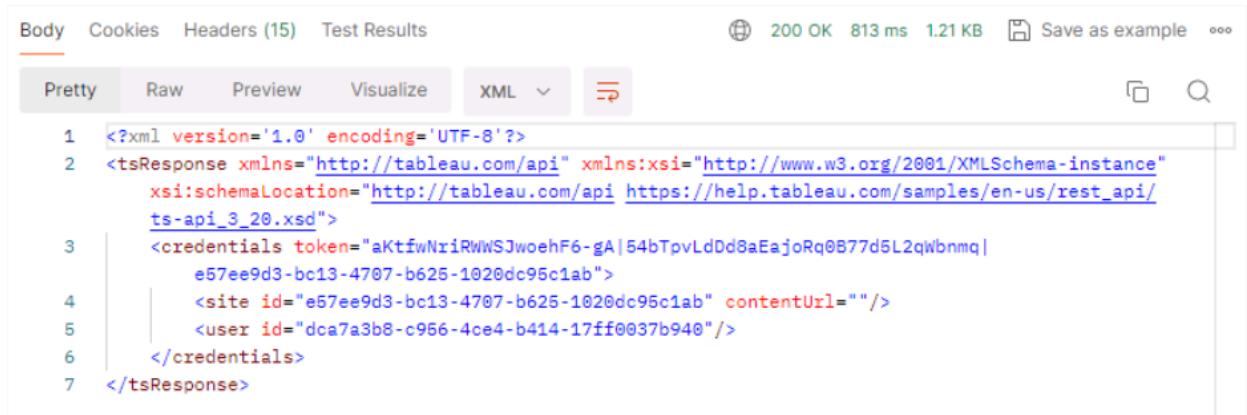 Body Cookies Headers (15) Test Results 200 OK 813 ms 1.21 KB Save as example
Pretty Raw Preview Visualize XML
1 <?xml version='1.0' encoding='UTF-8'?>
2 <tsResponse xmlns="http://tableau.com/api" xmlns:xsi="http://www.w3.org/2001/XMLSchema-instance"
xsi:schemaLocation="http://tableau.com/api https://help.tableau.com/samples/en-us/rest_api/
ts-api_3_20.xsd">
3 <credentials token="aKtfwNriRWWSJwoehF6-gA|54bTpvLdDd8aEajoRq0B77d5L2qWbnmq|
e57ee9d3-bc13-4707-b625-1020dc95c1ab">
4 <site id="e57ee9d3-bc13-4707-b625-1020dc95c1ab" contentUrl=""/>
5 <user id="dca7a3b8-c956-4ce4-b414-17ff0037b940"/>
6 </credentials>
7 </tsResponse>